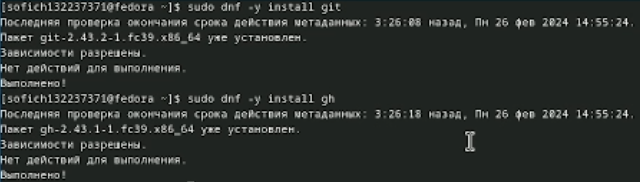 [sofich132237371@fedora ~]$ sudo dnf -y install git
Последняя проверка окончания срока действия метаданных: 3:26:08 назад, Пн 26 фев 2024 14:55:24.
Пакет git-2.43.2-1.fc39.x86_64 уже установлен.
Зависимости разрешены.
Нет действий для выполнения.
Выполнено!
[sofich132237371@fedora ~]$ sudo dnf -y install gh
Последняя проверка окончания срока действия метаданных: 3:26:18 назад, Пн 26 фев 2024 14:55:24.
Пакет gh-2.43.1-1.fc39.x86_64 уже установлен.
Зависимости разрешены.
Нет действий для выполнения.
Выполнено!